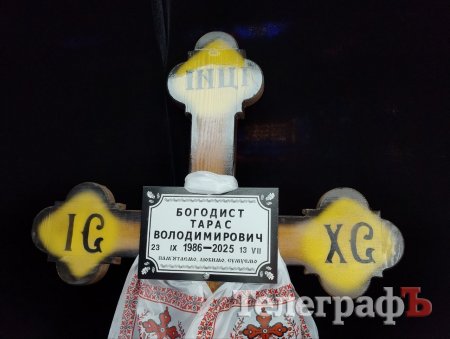 ІНЦІ
ІС ХС
БОГОДИСТ
ТАРАС
ВОЛОДИМИРОВИЧ
23 IX 1986–2025 13 VII
пам'ятаємо, любимо, сумуємо
ТелеграфЪ